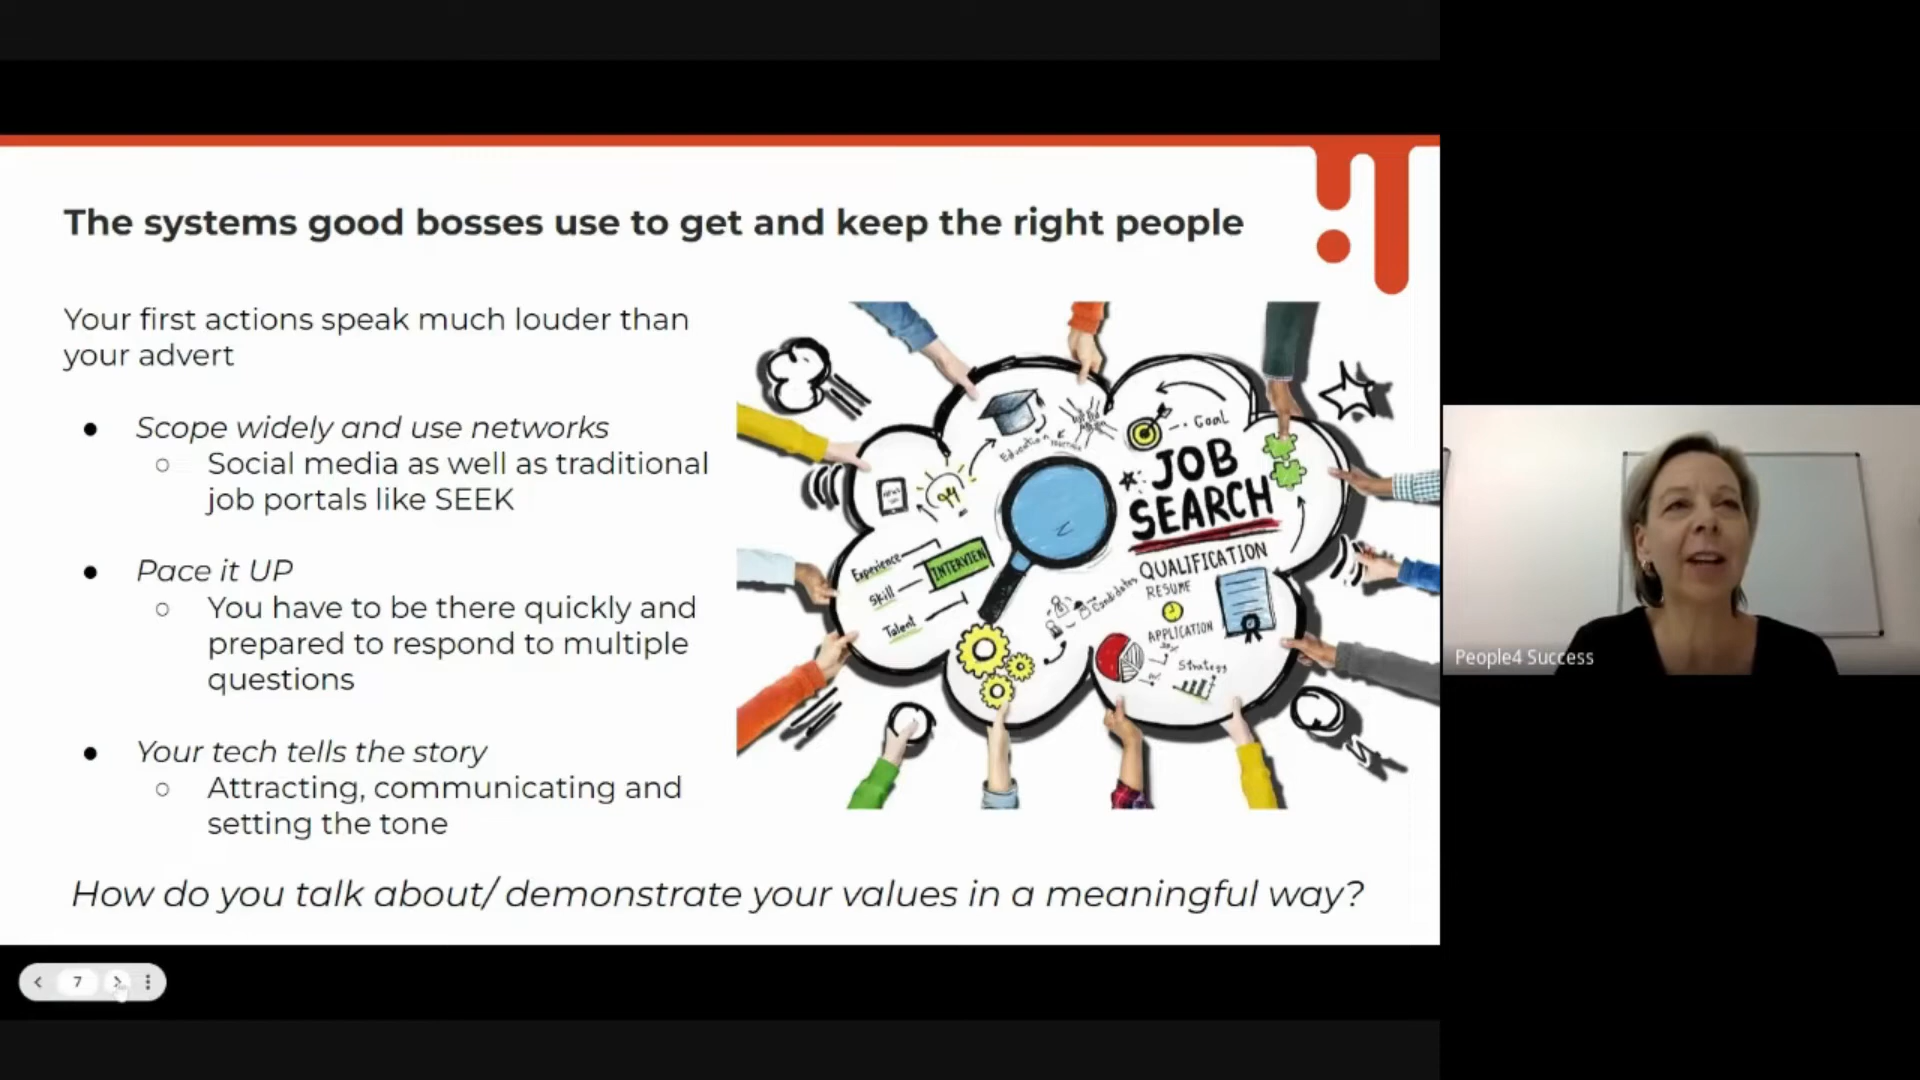 The systems good bosses use to get and keep the right people
Your first actions speak much louder than
your advert
● Scope widely and use networks
○ Social media as well as traditional
job portals like SEEK
● Pace it UP
○ You have to be there quickly and
prepared to respond to multiple
questions
● Your tech tells the story
○ Attracting, communicating and
setting the tone
How do you talk about/ demonstrate your values in a meaningful way?
Goal
JOB
SEARCH
QUALIFICATION
RESUME
APPLICATION
Strategy
Candidates
Education
Experience
Skill
Talent
INTERVIEW
People4 Success
7